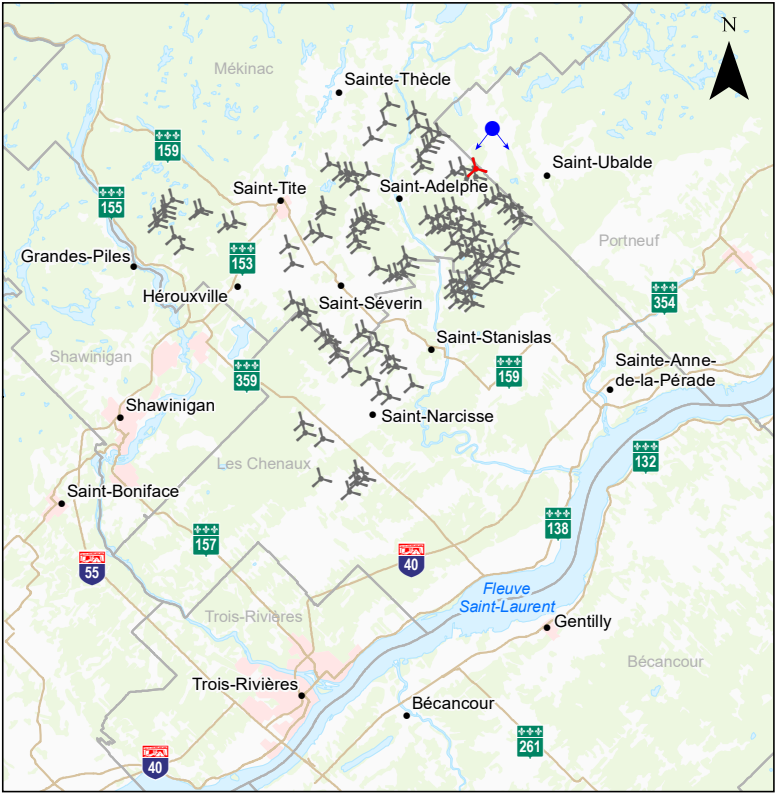 N
Mékinac
Sainte-Thècle
159
Saint-Ubalde
Saint-Tite
Saint-Adelphe
155
Portneuf
Grandes-Piles
153
Hérouxville
354
Saint-Séverin
Saint-Stanislas
Shawinigan
359
159
Sainte-Anne-
de-la-Pérade
Shawinigan
Saint-Narcisse
132
Les Chenaux
Saint-Boniface
138
157
40
55
Fleuve
Saint-Laurent
Trois-Rivières
Gentilly
Bécancour
Trois-Rivières
Bécancour
261
40